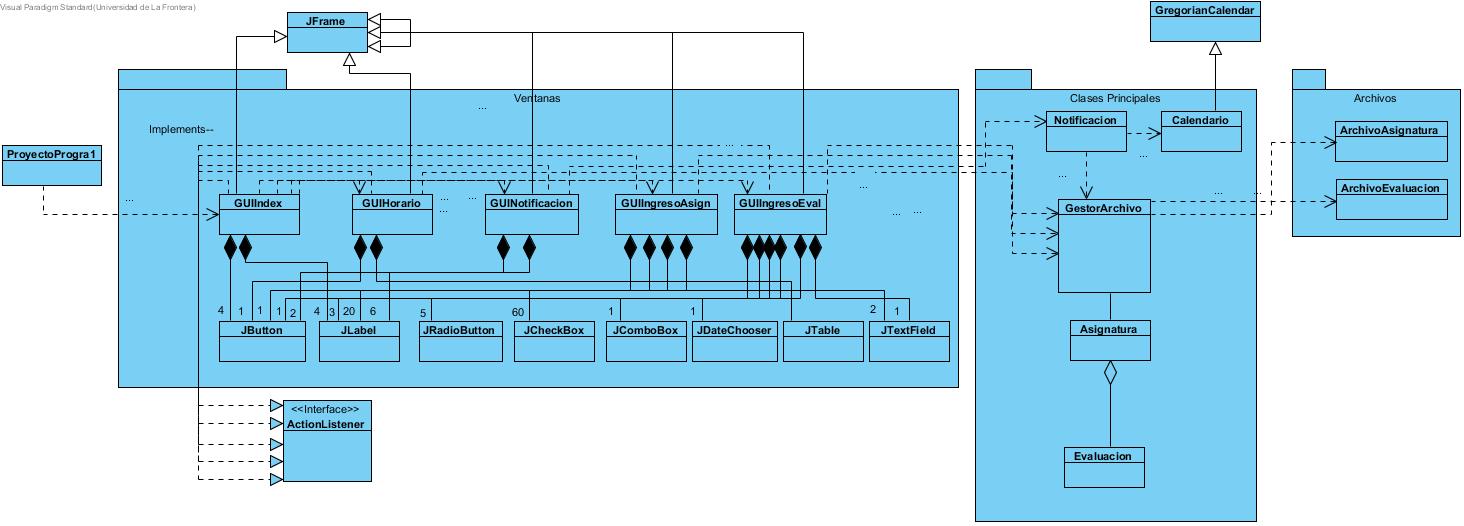 Visual Paradigm Standard(Universidad de La Frontera)
JFrame
GregorianCalendar
Ventanas
...
Clases Principales
Archivos
Implements--
Notificacion
Calendario
ArchivoAsignatura
ProyectoProgra1
...
...
...
...
ArchivoEvaluacion
...
GUIIndex
GUIHorario
...
...
...
GUINotificacion
GUIIngresoAsign
GUIIngresoEval
...
...
GestorArchivo
...
...
4
1
1
1
2
4
3
20
6
5
60
1
1
2
1
JButton
JLabel
JRadioButton
JCheckBox
JComboBox
JDateChooser
JTable
JTextField
Asignatura
<<Interface>>
ActionListener
Evaluacion